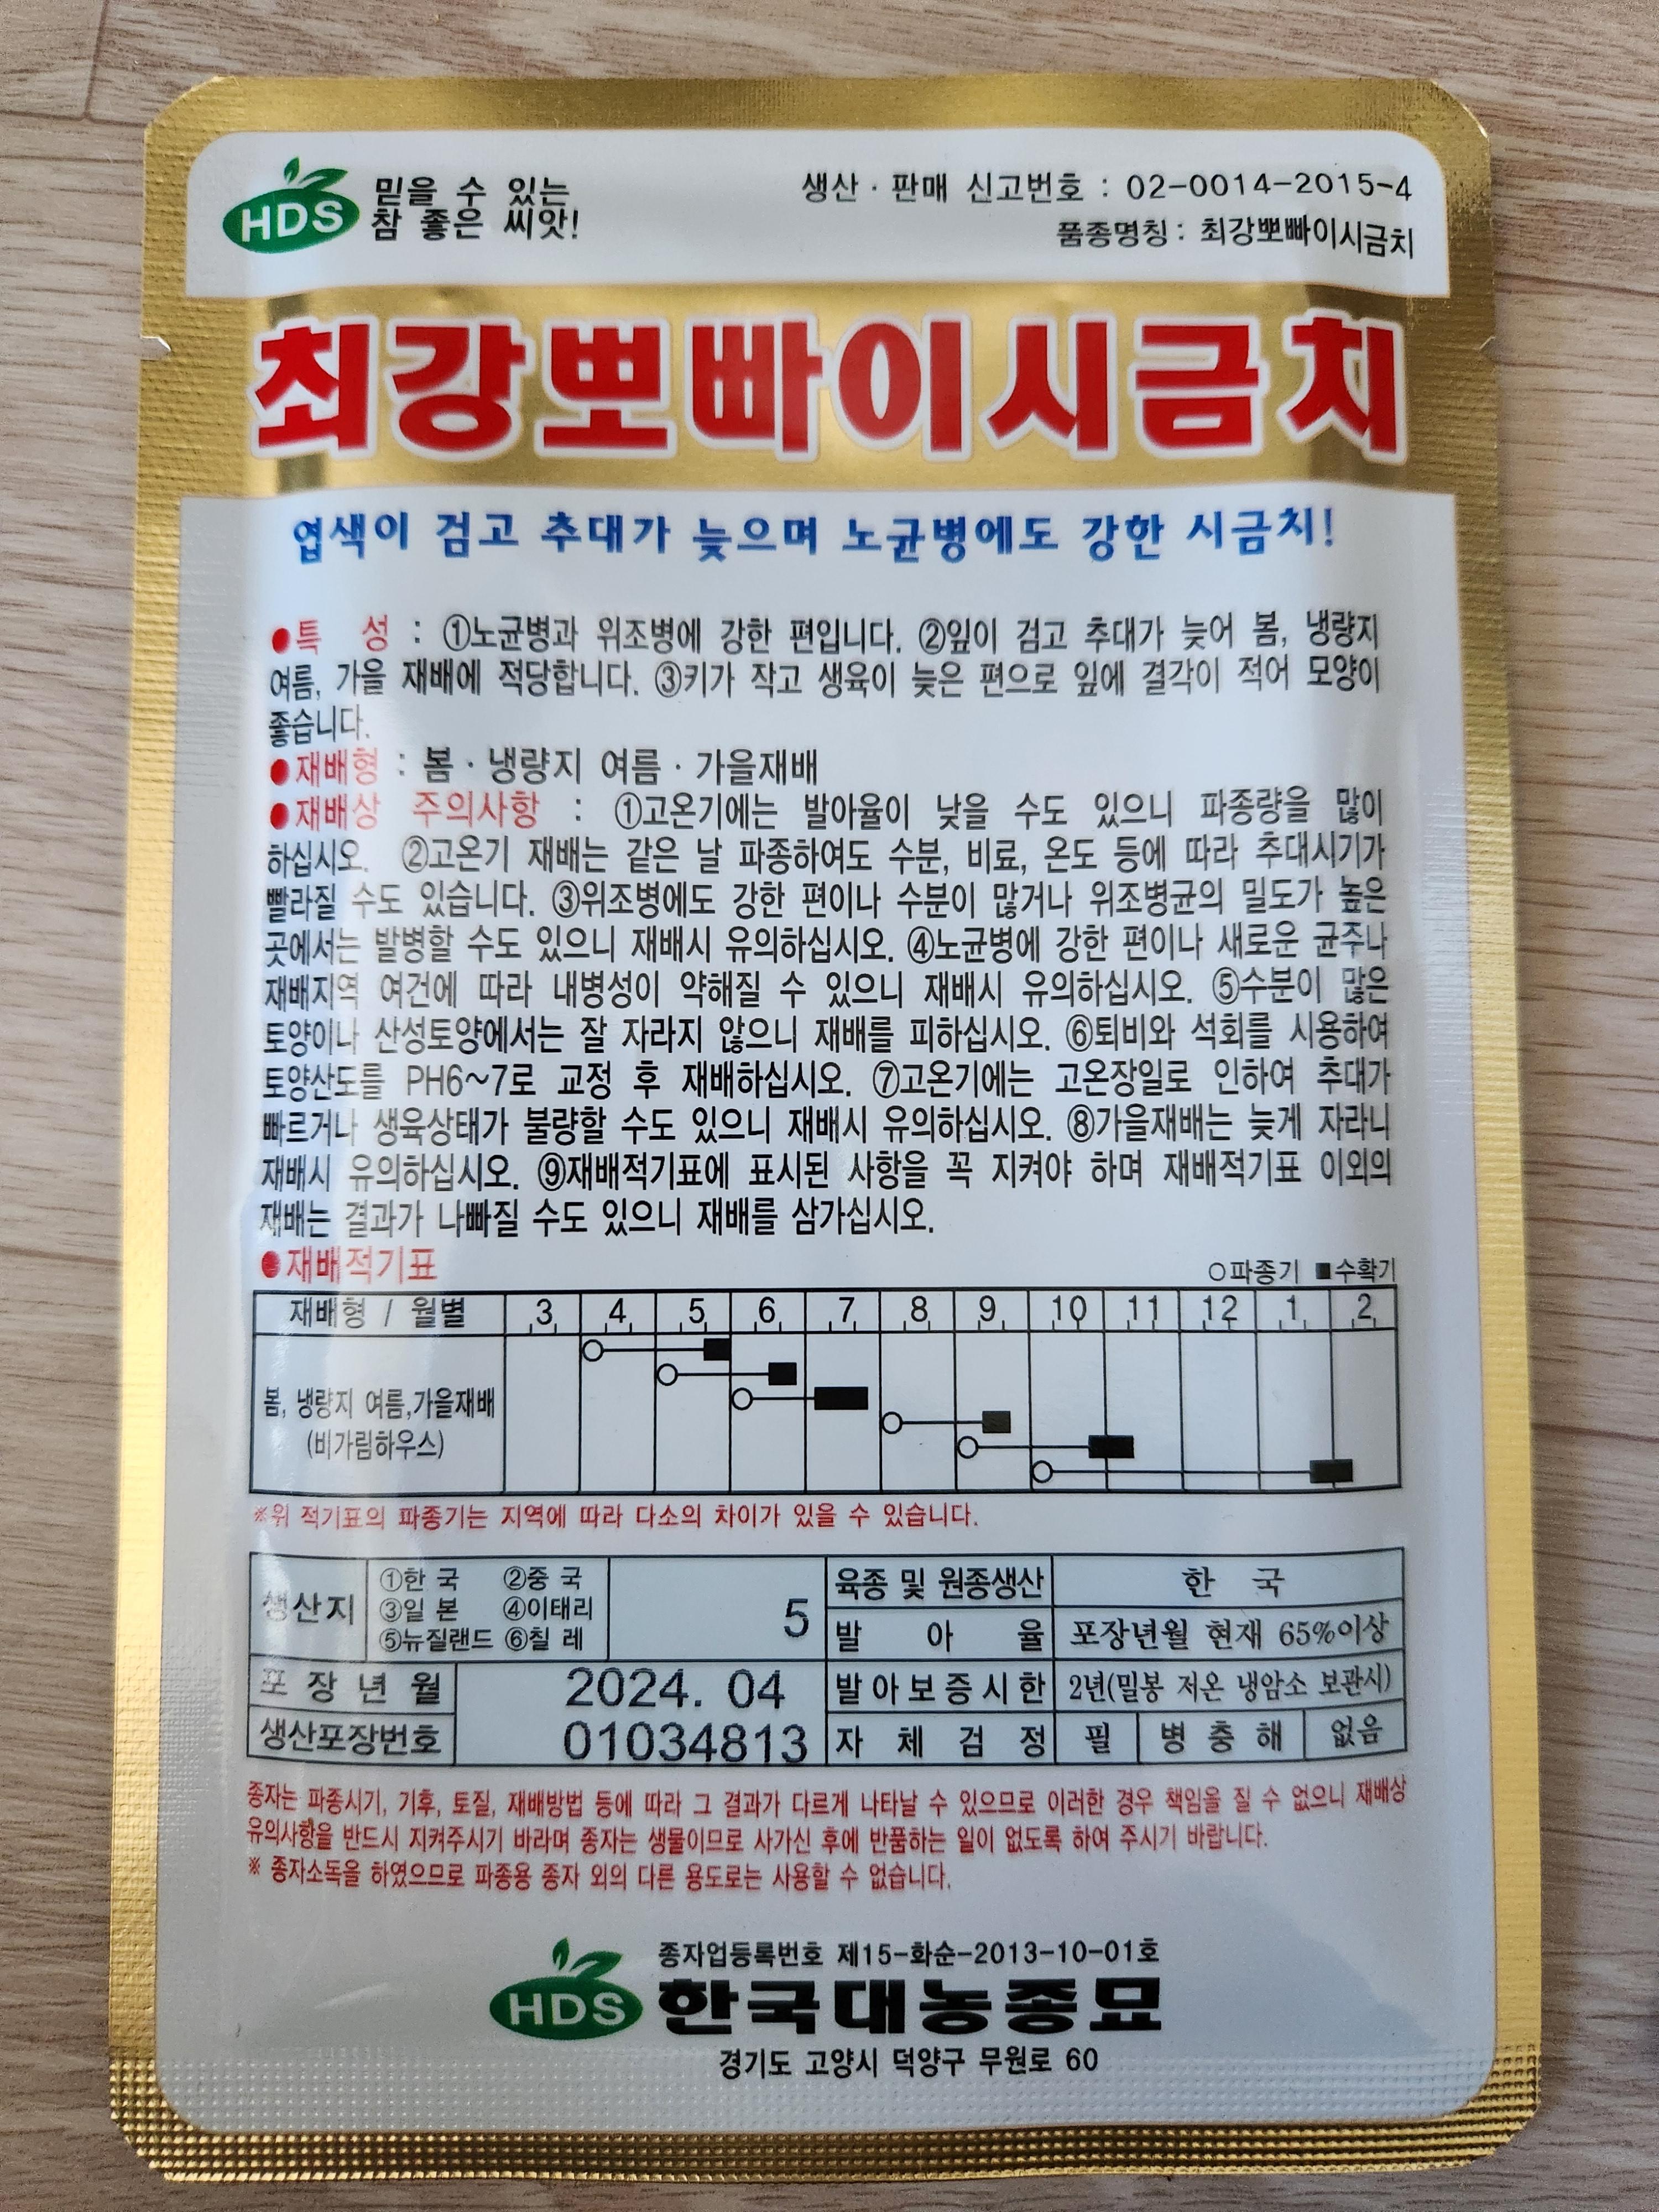 HDS 믿을 수 있는
참 좋은 씨앗!
생산 · 판매 신고번호 : 02-0014-2015-4
품종명칭 : 최강뽀빠이시금치
최강뽀빠이시금치
엽색이 검고 추대가 늦으며 노균병에도 강한 시금치!
●특 성 : ①노균병과 위조병에 강한 편입니다. ②잎이 검고 추대가 늦어 봄, 냉량지
여름, 가을 재배에 적당합니다. ③키가 작고 생육이 늦은 편으로 잎에 결각이 적어 모양이
좋습니다.
●재배형 : 봄 · 냉량지 여름 · 가을재배
●재배상 주의사항 : ①고온기에는 발아율이 낮을 수도 있으니 파종량을 많이
하십시오. ②고온기 재배는 같은 날 파종하여도 수분, 비료, 온도 등에 따라 추대시기가
빨라질 수도 있습니다. ③위조병에도 강한 편이나 수분이 많거나 위조병균의 밀도가 높은
곳에서는 발병할 수도 있으니 재배시 유의하십시오. ④노균병에 강한 편이나 새로운 균주나
재배지역 여건에 따라 내병성이 약해질 수 있으니 재배시 유의하십시오. ⑤수분이 많은
토양이나 산성토양에서는 잘 자라지 않으니 재배를 피하십시오. ⑥퇴비와 석회를 시용하여
토양산도를 PH6~7로 교정 후 재배하십시오. ⑦고온기에는 고온장일로 인하여 추대가
빠르거나 생육상태가 불량할 수도 있으니 재배시 유의하십시오. ⑧가을재배는 늦게 자라니
재배시 유의하십시오. ⑨재배적기표에 표시된 사항을 꼭 지켜야 하며 재배적기표 이외의
재배는 결과가 나빠질 수도 있으니 재배를 삼가십시오.
●재배적기표
○파종기 ■수확기
재배형 / 월별 3 4 5 6 7 8 9 10 11 12 1 2
봄, 냉량지 여름,가을재배
(비가림하우스)
※위 적기표의 파종기는 지역에 따라 다소의 차이가 있을 수 있습니다.
생산지
①한 국 ②중 국
③일 본 ④이태리
⑤뉴질랜드 ⑥칠 레
5
육종 및 원종생산 한 국
발 아 율 포장년월 현재 65%이상
포 장 년 월 2024. 04
발아보증시한 2년(밀봉 저온 냉암소 보관시)
생산포장번호 01034813
자 체 검 정 필 병 충 해 없음
종자는 파종시기, 기후, 토질, 재배방법 등에 따라 그 결과가 다르게 나타날 수 있으므로 이러한 경우 책임을 질 수 없으니 재배상
유의사항을 반드시 지켜주시기 바라며 종자는 생물이므로 사가신 후에 반품하는 일이 없도록 하여 주시기 바랍니다.
※ 종자소독을 하였으므로 파종용 종자 외의 다른 용도로는 사용할 수 없습니다.
종자업등록번호 제15-화순-2013-10-01호
HDS 한국대농종묘
경기도 고양시 덕양구 무원로 60